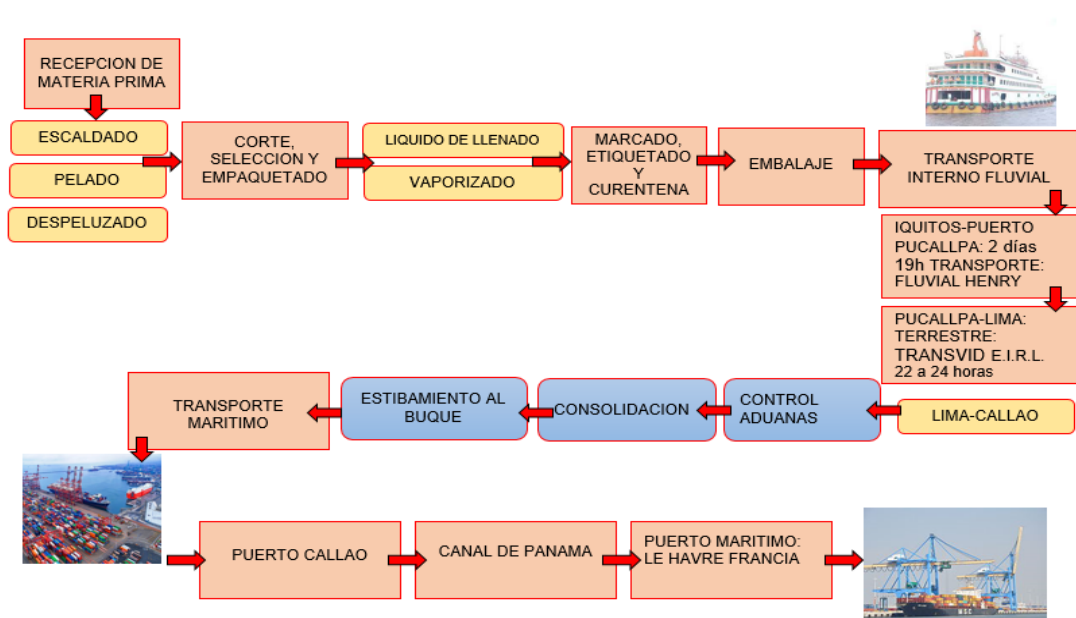 RECEPCION DE
MATERIA PRIMA
ESCALDADO
PELADO
DESPELUZADO
CORTE,
SELECCION Y
EMPAQUETADO
LIQUIDO DE LLENADO
VAPORIZADO
MARCADO,
ETIQUETADO
Y
CURENTENA
EMBALAJE
TRANSPORTE
INTERNO FLUVIAL
IQUITOS-PUERTO
PUCALLPA: 2 días
19h TRANSPORTE:
FLUVIAL HENRY
PUCALLPA-LIMA:
TERRESTRE:
TRANSVID E.I.R.L.
22 a 24 horas
LIMA-CALLAO
CONTROL
ADUANAS
CONSOLIDACION
ESTIBAMIENTO AL
BUQUE
TRANSPORTE
MARITIMO
PUERTO CALLAO
CANAL DE PANAMA
PUERTO MARITIMO:
LE HAVRE FRANCIA
MSC